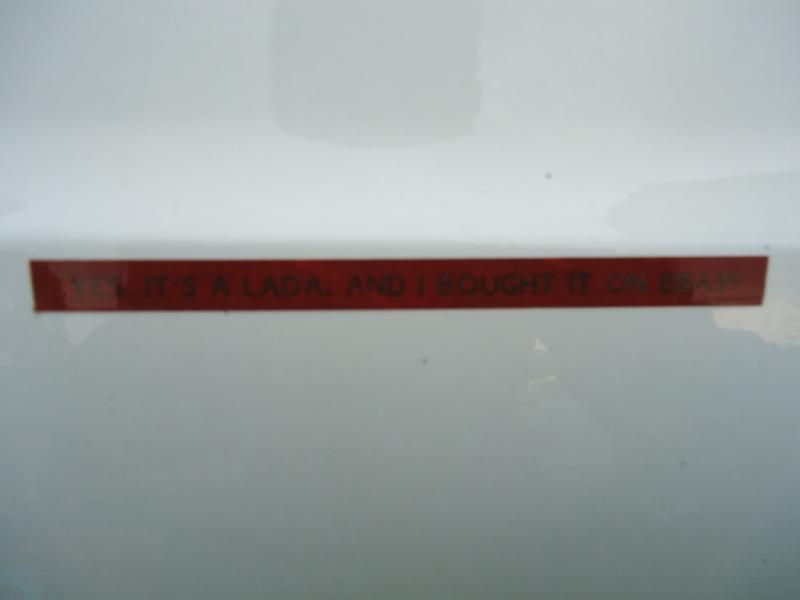 YES, IT'S A LADA. AND I BOUGHT IT ON EBAY!